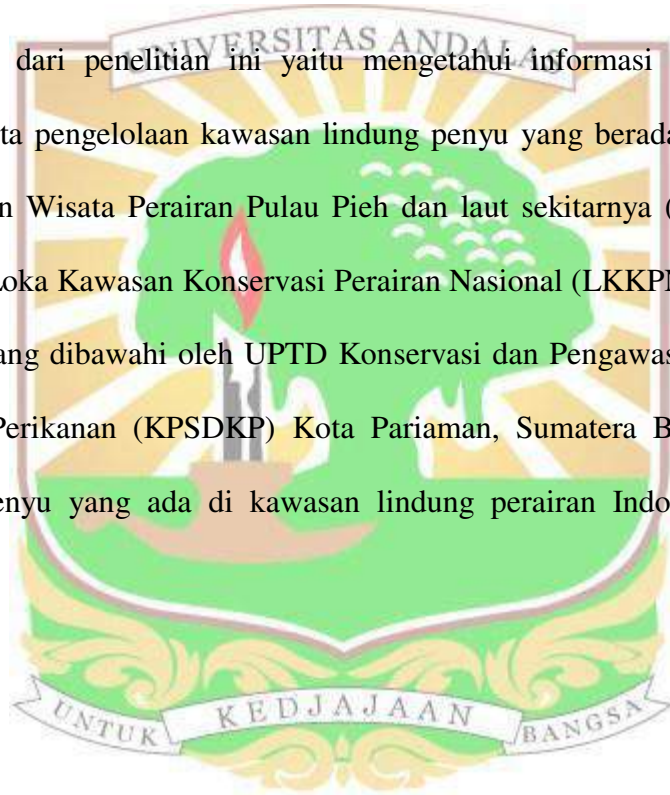 UNIVERSITAS ANDALAS
dari penelitian ini yaitu mengetahui informasi
ta pengelolaan kawasan lindung penyu yang berada
n Wisata Perairan Pulau Pieh dan laut sekitarnya (
Loka Kawasan Konservasi Perairan Nasional (LKKPN
ang dibawahi oleh UPTD Konservasi dan Pengawas
Perikanan (KPSDKP) Kota Pariaman, Sumatera B
enyu yang ada di kawasan lindung perairan Indo
UNTUK KEDJAJAAN BANGSA